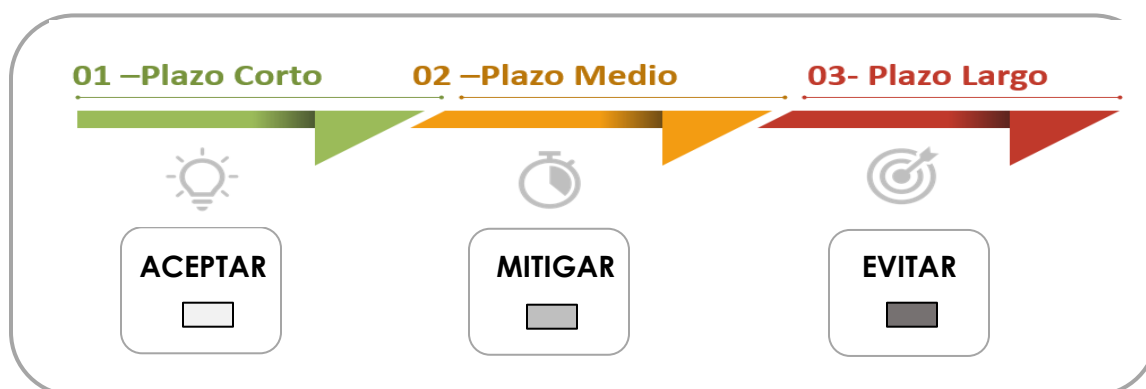 01 –Plazo Corto
02 –Plazo Medio
03- Plazo Largo
ACEPTAR
MITIGAR
EVITAR